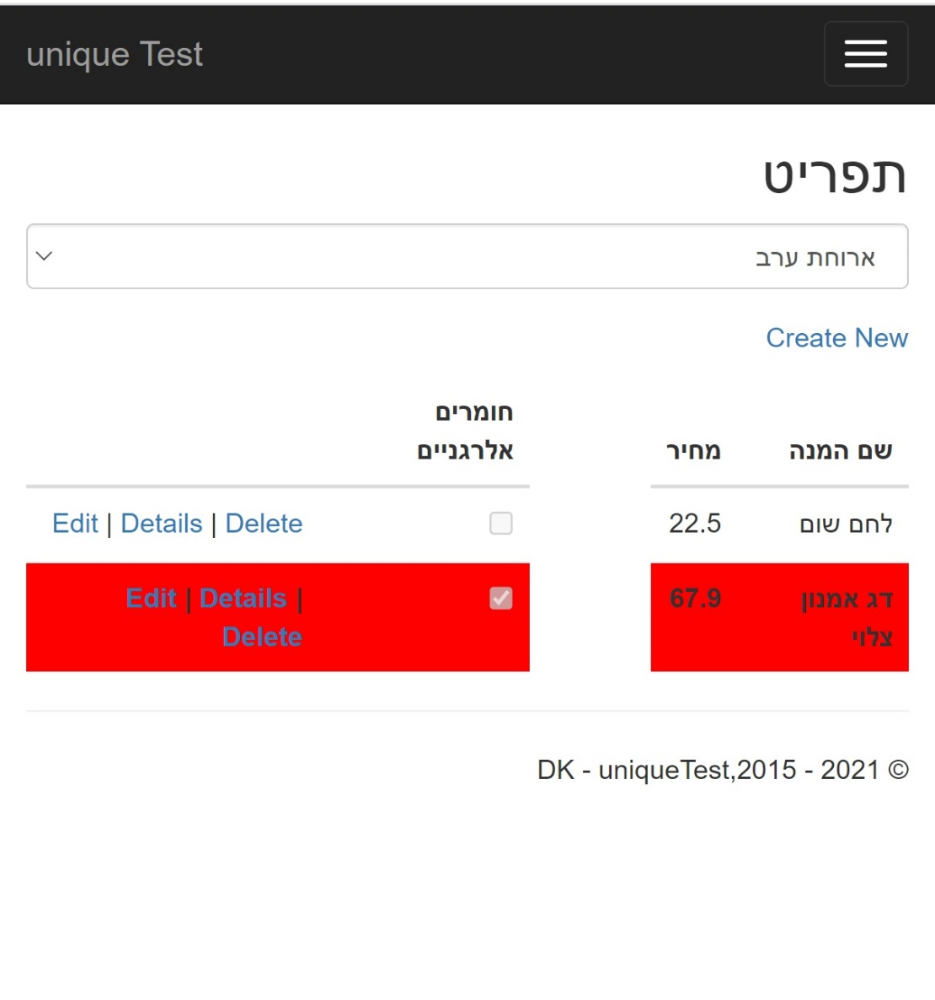 unique Test
תפריט
ארוחת ערב
Create New
שם המנה מחיר חומרים אלרגניים
לחם שום 22.5 Edit | Details | Delete
דג אמנון צלוי 67.9 Edit | Details | Delete
DK - uniqueTest,2015 - 2021 ©